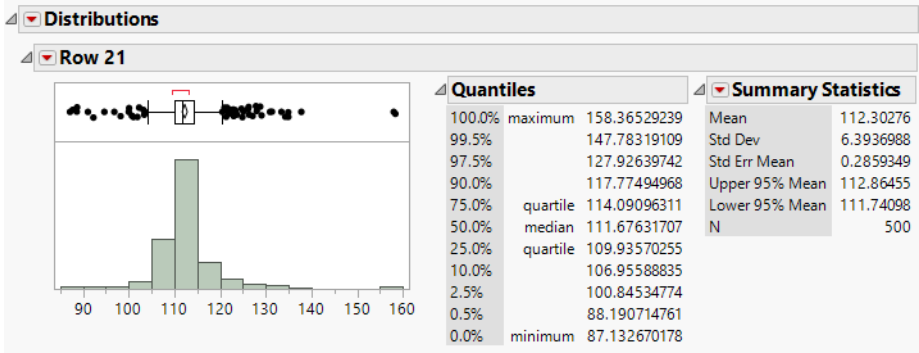 Distributions
Row 21
90 100 110 120 130 140 150 160
Quantiles
100.0% maximum 158.36529239
99.5% 147.78319109
97.5% 127.92639742
90.0% 117.77494968
75.0% quartile 114.09096311
50.0% median 111.67631707
25.0% quartile 109.93570255
10.0% 106.95588835
2.5% 100.84534774
0.5% 88.190714761
0.0% minimum 87.132670178
Summary Statistics
Mean 112.30276
Std Dev 6.3936988
Std Err Mean 0.2859349
Upper 95% Mean 112.86455
Lower 95% Mean 111.74098
N 500